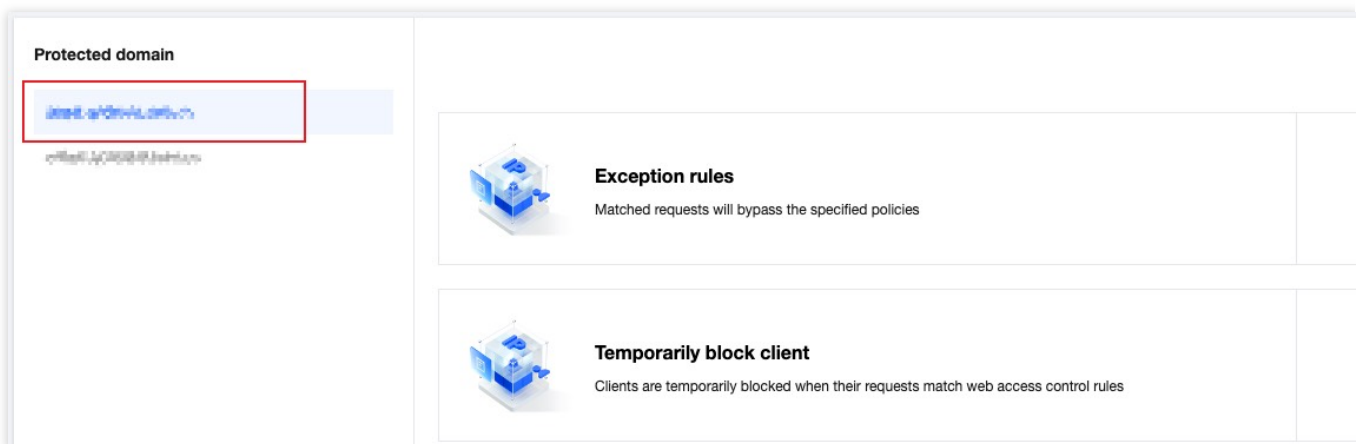 Protected domain
Exception rules
Matched requests will bypass the specified policies
Temporarily block client
Clients are temporarily blocked when their requests match web access control rules